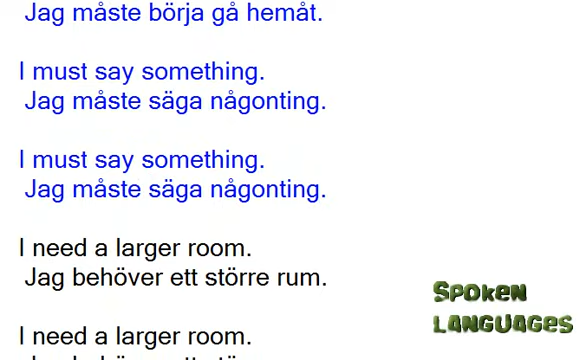 Jag måste börja gå hemåt.
I must say something.
Jag måste säga någonting.
I must say something.
Jag måste säga någonting.
I need a larger room.
Jag behöver ett större rum.
I need a larger room.
Spoken
Languages